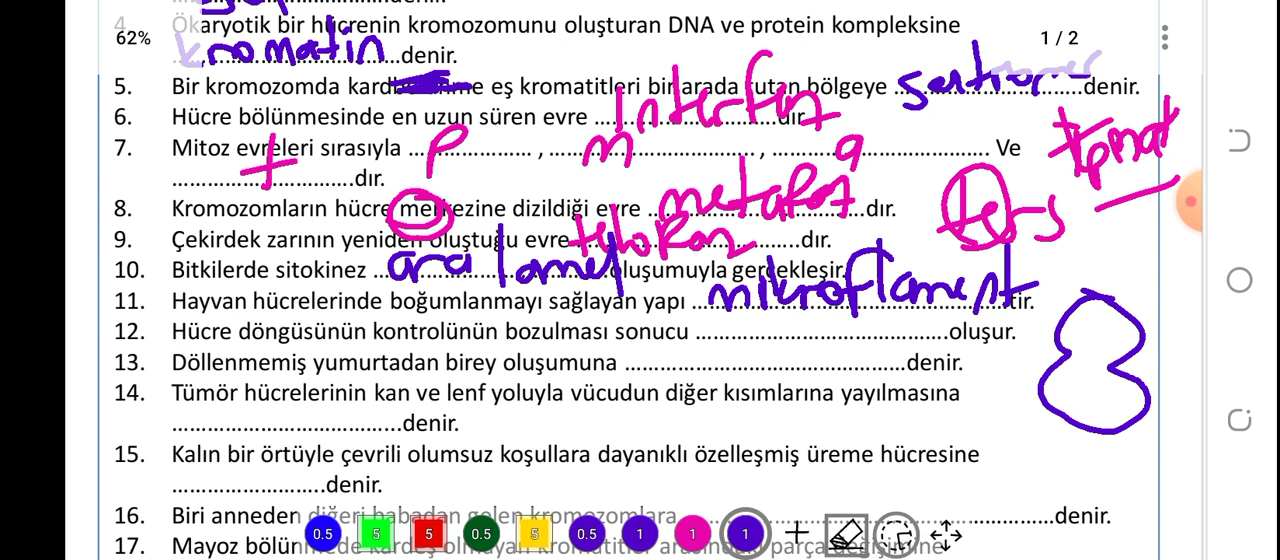 4. Ökaryotik bir hücrenin kromozomunu oluşturan DNA ve protein kompleksine
62% 1 / 2
kromatin denir.
5. Bir kromozomda kard e eş kromatitleri bir arada tutan bölgeye sentromer denir.
6. Hücre bölünmesinde en uzun süren evre interfaz dır
7. Mitoz evreleri sırasıyla p , m , a Ve
t dır.
8. Kromozomların hücre merkezine dizildiği evre metafaz dır. ters
9. Çekirdek zarının yeniden oluştuğu evre telofaz dır.
10. Bitkilerde sitokinez ara lamel oluşumuyla gerçekleşir.
11. Hayvan hücrelerinde boğumlanmayı sağlayan yapı mikroflament tir.
12. Hücre döngüsünün kontrolünün bozulması sonucu ……………………………………oluşur.
13. Döllenmemiş yumurtadan birey oluşumuna …………………………………………denir.
14. Tümör hücrelerinin kan ve lenf yoluyla vücudun diğer kısımlarına yayılmasına
…………………………………denir.
15. Kalın bir örtüyle çevrili olumsuz koşullara dayanıklı özelleşmiş üreme hücresine
……………………..denir.
16. Biri anneden diğeri babadan gelen kromozomlara ……………………denir.
0.5 5 5 0.5 5 0.5 1 1 1
17. Mayoz bölünmede kardeş olmayan kromatitler arasındaki parça değişimine